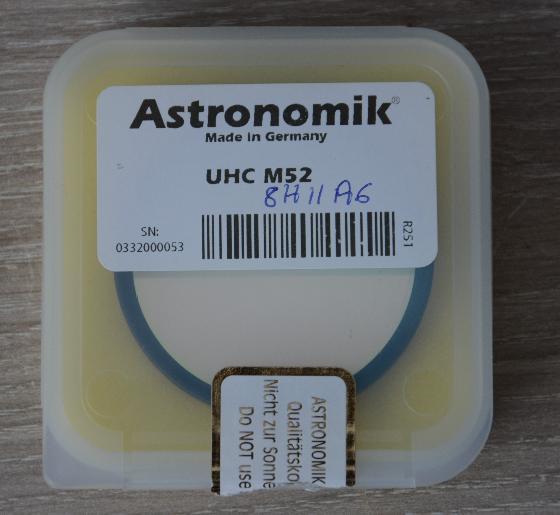 Astronomik®
Made in Germany
UHC M52
8H11A6
SN:
0332000053
R251
ASTRONOMIK
Qualitätsko
Nicht zur Sonne
Do NOT use